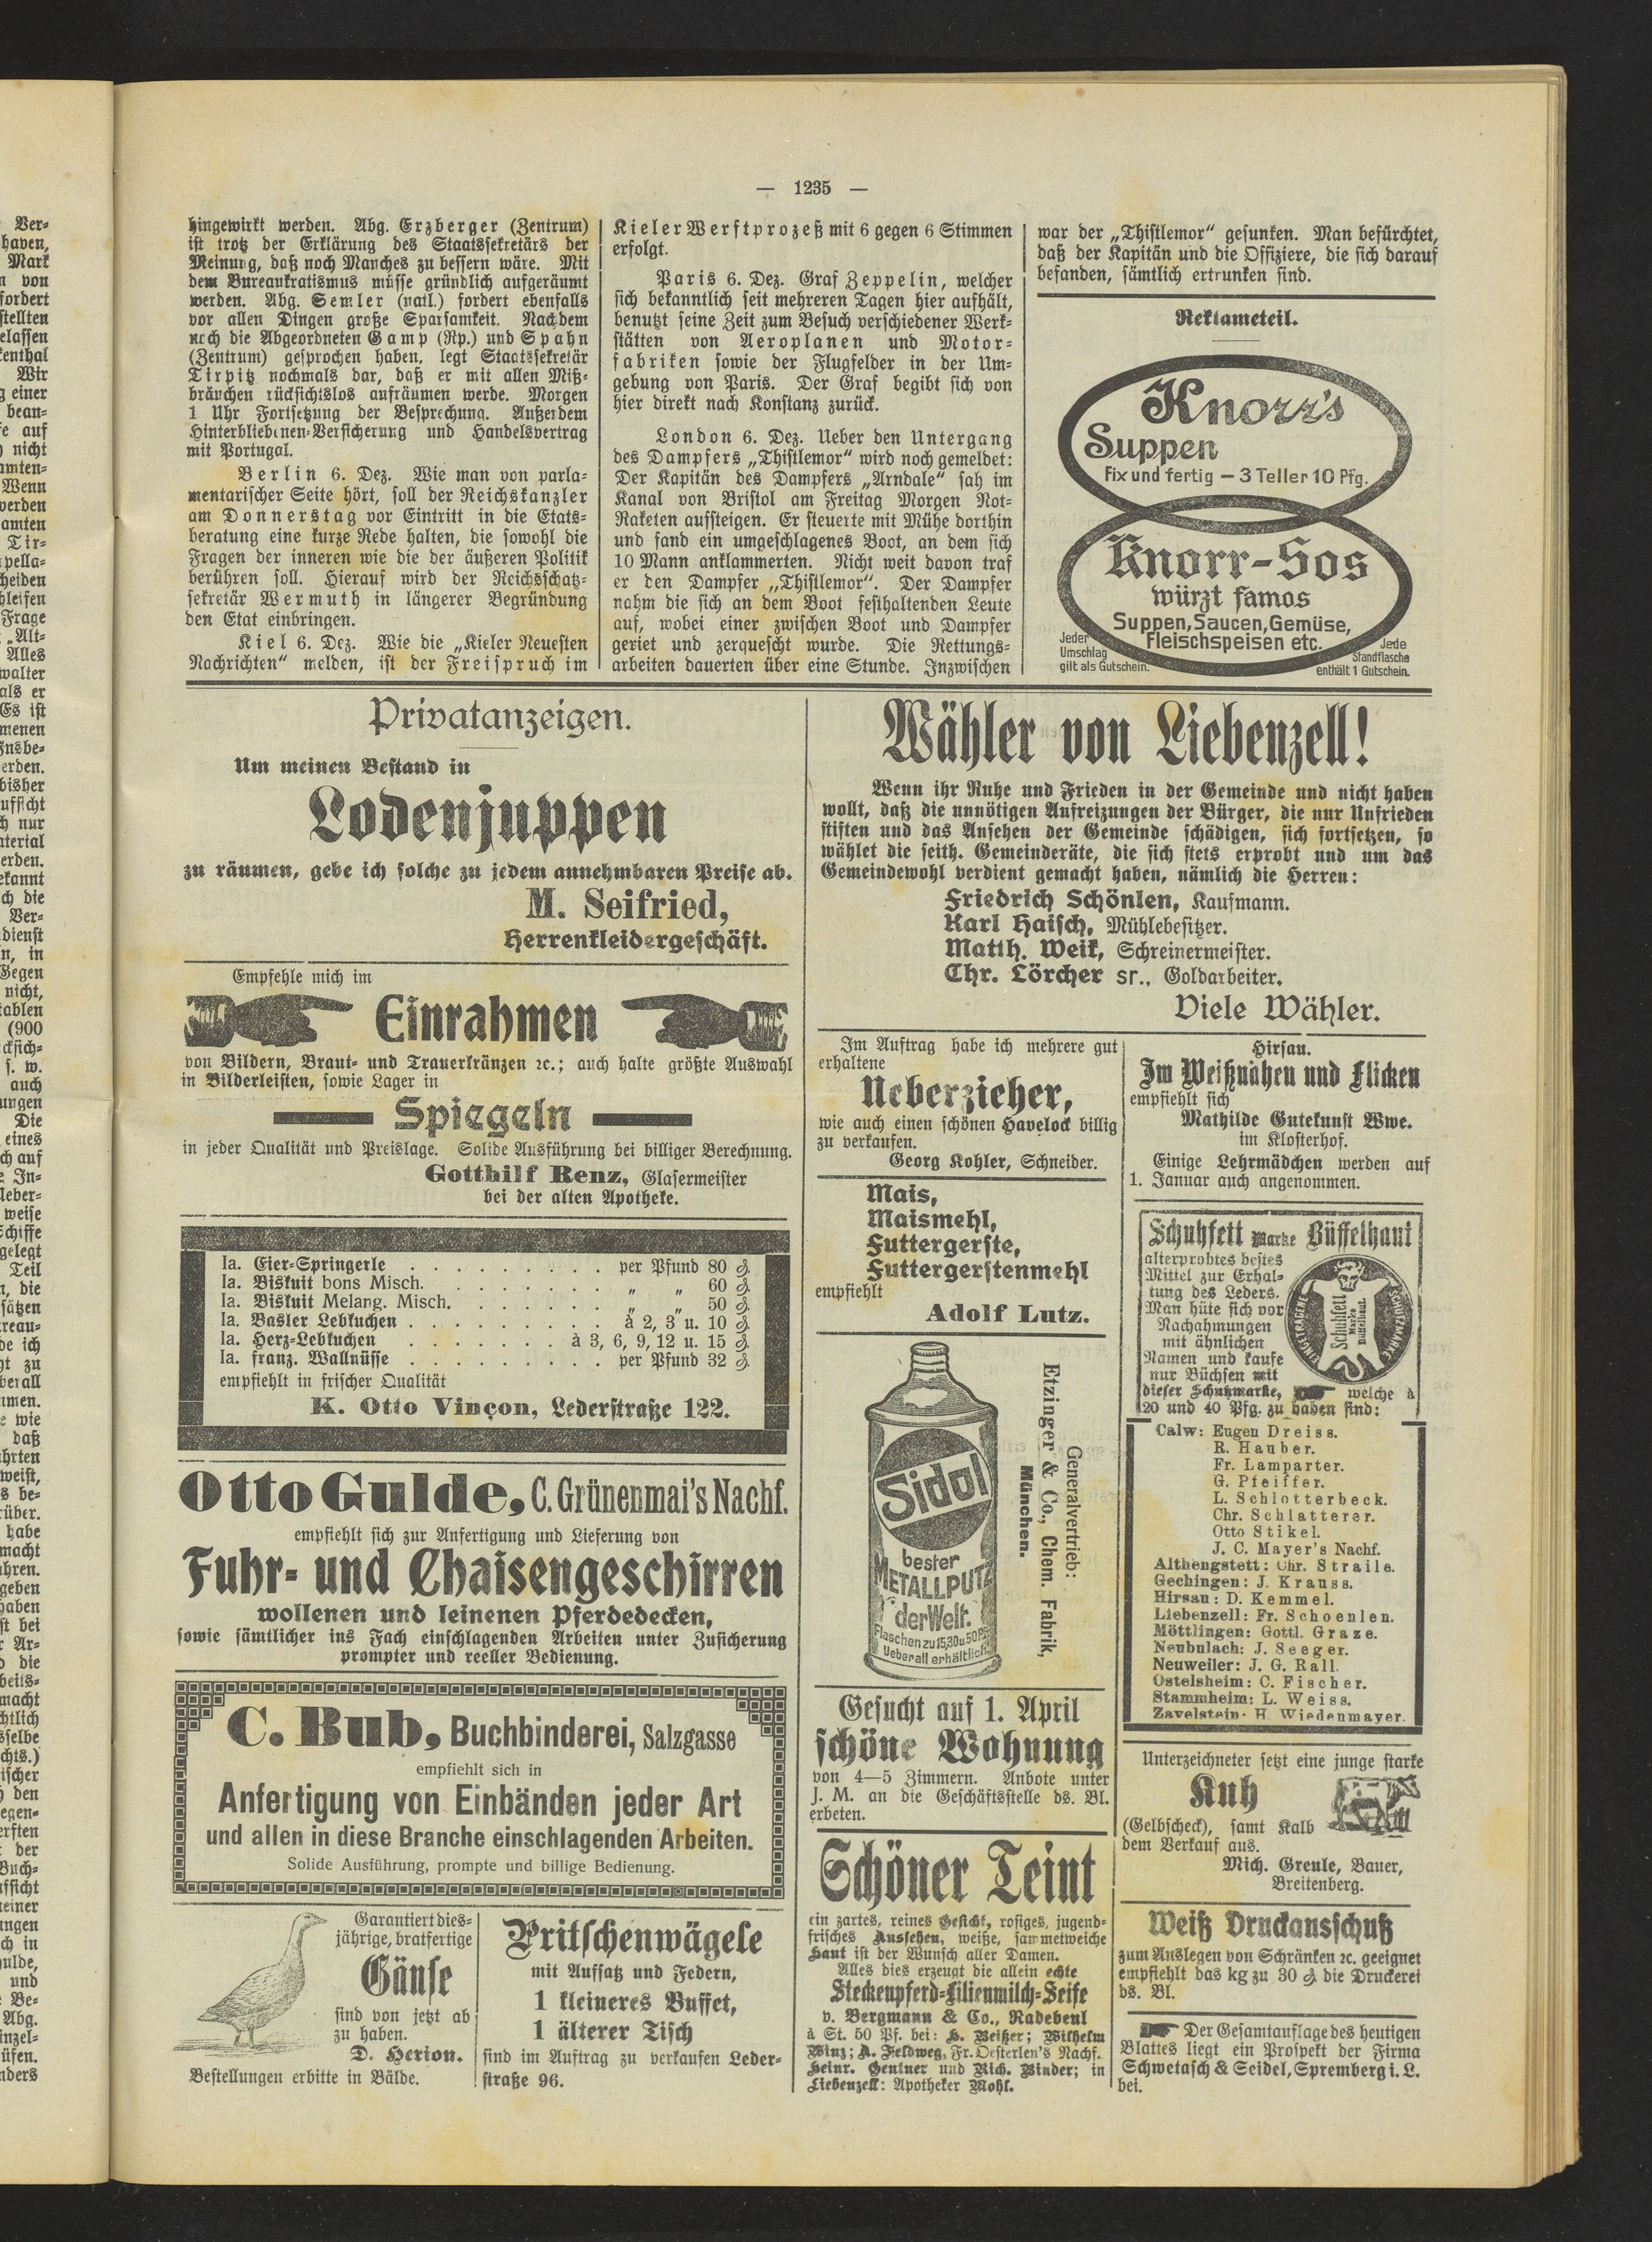 — 1235 —
hingewirkt werden. Abg. Erzberger (Zentrum)
ist trotz der Erklärung des Staatssekretärs der
Meinung, daß noch Manches zu bessern wäre. Mit
dem Bureaukratismus müsse gründlich aufgeräumt
werden. Abg. Semler (natl.) fordert ebenfalls
vor allen Dingen große Sparsamkeit. Nachdem
noch die Abgeordneten Gamp (Rp.) und Spahn
(Zentrum) gesprochen haben, legt Staatssekretär
Tirpitz nochmals dar, daß er mit allen Miß-
bräuchen rücksichtslos aufräumen werde. Morgen
1 Uhr Fortsetzung der Besprechung. Außerdem
Hinterbliebenen-Versicherung und Handelsvertrag
mit Portugal.
Berlin 6. Dez. Wie man von parla-
mentarischer Seite hört, soll der Reichskanzler
am Donnerstag vor Eintritt in die Etats-
beratung eine kurze Rede halten, die sowohl die
Fragen der inneren wie die der äußeren Politik
berühren soll. Hierauf wird der Reichsschatz-
sekretär Wermuth in längerer Begründung
den Etat einbringen.
Kiel 6. Dez. Wie die „Kieler Neuesten
Nachrichten“ melden, ist der Freispruch im
Kieler Werftprozeß mit 6 gegen 6 Stimmen
erfolgt.
Paris 6. Dez. Graf Zeppelin, welcher
sich bekanntlich seit mehreren Tagen hier aufhält,
benutzt seine Zeit zum Besuch verschiedener Werk-
stätten von Aeroplanen und Motor-
fabriken sowie der Flugfelder in der Um-
gebung von Paris. Der Graf begibt sich von
hier direkt nach Konstanz zurück.
London 6. Dez. Ueber den Untergang
des Dampfers „Thistlemor“ wird noch gemeldet:
Der Kapitän des Dampfers „Arndale“ sah im
Kanal von Bristol am Freitag Morgen Not-
Raketen aufsteigen. Er steuerte mit Mühe dorthin
und fand ein umgeschlagenes Boot, an dem sich
10 Mann anklammerten. Nicht weit davon traf
er den Dampfer „Thistlemor“. Der Dampfer
nahm die sich an dem Boot festhaltenden Leute
auf, wobei einer zwischen Boot und Dampfer
geriet und zerquescht wurde. Die Rettungs-
arbeiten dauerten über eine Stunde. Inzwischen
war der „Thistlemor“ gesunken. Man befürchtet,
daß der Kapitän und die Offiziere, die sich darauf
befanden, sämtlich ertrunken sind.
Reklameteil.
Knorr's
Suppen
Fix und fertig — 3 Teller 10 Pfg.
Knorr-Sos
würzt famos
Suppen, Saucen, Gemüse,
Fleischspeisen etc.
Jeder
Umschlag
gilt als Gutschein.
Jede
Standflasche
enthält 1 Gutschein.
Privatanzeigen.
Um meinen Bestand in
Lodenjuppen
zu räumen, gebe ich solche zu jedem annehmbaren Preise ab.
M. Seifried,
Herrenkleidergeschäft.
Empfehle mich im
Einrahmen
von Bildern, Braut- und Trauerkränzen ꝛc.; auch halte größte Auswahl
in Bilderleisten, sowie Lager in
Spiegeln
in jeder Qualität und Preislage. Solide Ausführung bei billiger Berechnung.
Gotthilf Renz, Glasermeister
bei der alten Apotheke.
Ia. Eier-Springerle . . . . . . . . . per Pfund 80 ₰
Ia. Biskuit bons Misch. . . . . . . . „ „ 60 ₰
Ia. Biskuit Melang. Misch. . . . . . . „ „ 50 ₰
Ia. Basler Lebkuchen . . . . . . . . . à 2, 3 u. 10 ₰
Ia. Herz-Lebkuchen . . . . . . . à 3, 6, 9, 12 u. 15 ₰
Ia. franz. Wallnüsse . . . . . . . . . per Pfund 32 ₰
empfiehlt in frischer Qualität
K. Otto Vinçon, Lederstraße 122.
Otto Gulde, C. Grünenmai's Nachf.
empfiehlt sich zur Anfertigung und Lieferung von
Fuhr- und Chaisengeschirren
wollenen und leinenen Pferdedecken,
sowie sämtlicher ins Fach einschlagenden Arbeiten unter Zusicherung
prompter und reeller Bedienung.
C. Bub, Buchbinderei, Salzgasse
empfiehlt sich in
Anfertigung von Einbänden jeder Art
und allen in diese Branche einschlagenden Arbeiten.
Solide Ausführung, prompte und billige Bedienung.
Garantiert dies-
jährige, bratfertige
Gänse
sind von jetzt ab
zu haben.
D. Herion.
Bestellungen erbitte in Bälde.
Pritschenwägele
mit Aufsatz und Federn,
1 kleineres Buffet,
1 älterer Tisch
sind im Auftrag zu verkaufen Leder-
straße 96.
Wähler von Liebenzell!
Wenn ihr Ruhe und Frieden in der Gemeinde und nicht haben
wollt, daß die unnötigen Aufreizungen der Bürger, die nur Unfrieden
stiften und das Ansehen der Gemeinde schädigen, sich fortsetzen, so
wählet die seith. Gemeinderäte, die sich stets erprobt und um das
Gemeindewohl verdient gemacht haben, nämlich die Herren:
Friedrich Schönlen, Kaufmann.
Karl Haisch, Mühlebesitzer.
Matth. Weik, Schreinermeister.
Chr. Lörcher sr., Goldarbeiter.
Viele Wähler.
Im Auftrag habe ich mehrere gut
erhaltene
Ueberzieher,
wie auch einen schönen Havelock billig
zu verkaufen.
Georg Kohler, Schneider.
Mais,
Maismehl,
Futtergerste,
Futtergerstenmehl
empfiehlt
Adolf Lutz.
Sidol
bester
METALLPUTZ
der Welt.
Flaschen zu 15, 30 u. 50 Pf.
Ueberall erhältlich.
Generalvertrieb:
Etzinger & Co., Chem. Fabrik,
München.
Gesucht auf 1. April
schöne Wohnung
von 4—5 Zimmern. Anbote unter
J. M. an die Geschäftsstelle ds. Bl.
erbeten.
Schöner Teint
ein zartes, reines Gesicht, rosiges, jugend-
frisches Aussehen, weiße, sammetweiche
Haut ist der Wunsch aller Damen.
Alles dies erzeugt die allein echte
Steckenpferd-Lilienmilch-Seife
v. Bergmann & Co., Radebeul
à St. 50 Pf. bei: H. Beißer; Wilhelm
Winz; A. Feldweg, Fr. Oesterlen's Nachf.
Heinr. Gentner und Rich. Binder; in
Liebenzell: Apotheker Mohl.
Hirsau.
Im Weißnähen und Flicken
empfiehlt sich
Mathilde Gutekunst Wwe.
im Klosterhof.
Einige Lehrmädchen werden auf
1. Januar auch angenommen.
Schuhfett Marke Büffelhaut
alterprobtes bestes
Mittel zur Erhal-
tung des Leders.
Man hüte sich vor
Nachahmungen
mit ähnlichen
Namen und kaufe
nur Büchsen mit
dieser Schutzmarke, welche à
20 und 40 Pfg. zu haben sind:
EINGETRAGENE
Schuhfett
Marke
Büffelhaut.
SCHUTZMARKE
Calw: Eugen Dreiss.
R. Hauber.
Fr. Lamparter.
G. Pfeiffer.
L. Schlotterbeck.
Chr. Schlatterer.
Otto Stikel.
J. C. Mayer's Nachf.
Althengstett: Chr. Straile.
Gechingen: J. Krauss.
Hirsau: D. Kemmel.
Liebenzell: Fr. Schoenlen.
Möttlingen: Gottl. Graze.
Neubulach: J. Seeger.
Neuweiler: J. G. Rall.
Ostelsheim: C. Fischer.
Stammheim: L. Weiss.
Zavelstein: H. Wiedenmayer.
Unterzeichneter setzt eine junge starke
Kuh
(Gelbscheck), samt Kalb
dem Verkauf aus.
Mich. Greule, Bauer,
Breitenberg.
Weiß Druckausschuß
zum Auslegen von Schränken ꝛc. geeignet
empfiehlt das kg zu 30 ₰ die Druckerei
ds. Bl.
Der Gesamtauflage des heutigen
Blattes liegt ein Prospekt der Firma
Schwetasch & Seidel, Spremberg i. L.
bei.